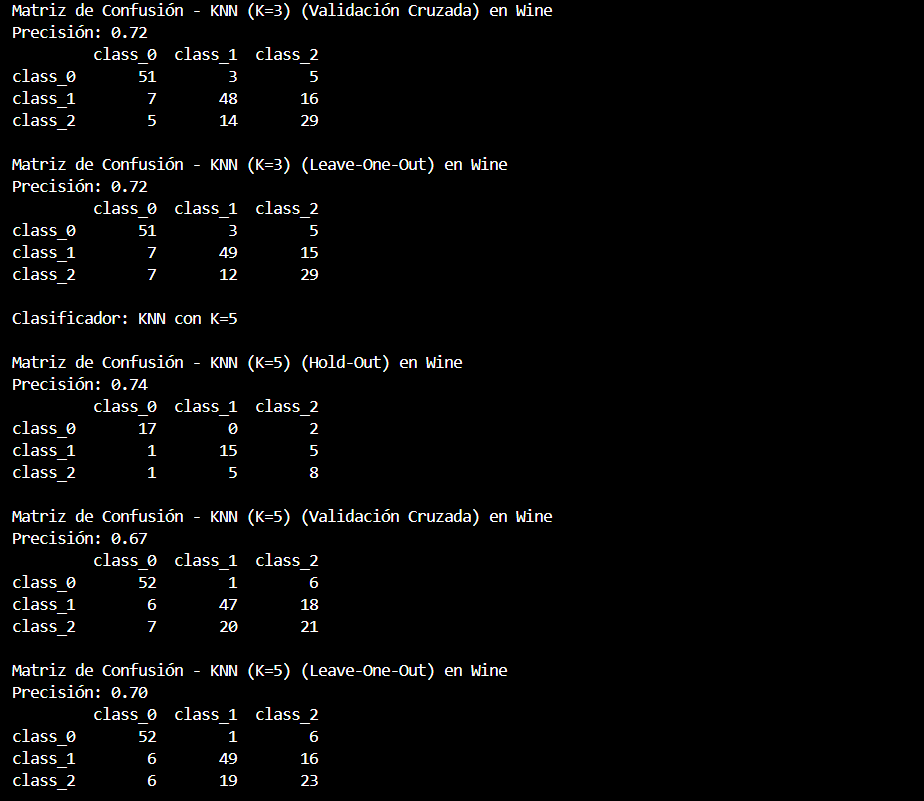 Matriz de Confusión - KNN (K=3) (Validación Cruzada) en Wine
Precisión: 0.72
class_0 class_1 class_2
class_0 51 3 5
class_1 7 48 16
class_2 5 14 29
Matriz de Confusión - KNN (K=3) (Leave-One-Out) en Wine
Precisión: 0.72
class_0 class_1 class_2
class_0 51 3 5
class_1 7 49 15
class_2 7 12 29
Clasificador: KNN con K=5
Matriz de Confusión - KNN (K=5) (Hold-Out) en Wine
Precisión: 0.74
class_0 class_1 class_2
class_0 17 0 2
class_1 1 15 5
class_2 1 5 8
Matriz de Confusión - KNN (K=5) (Validación Cruzada) en Wine
Precisión: 0.67
class_0 class_1 class_2
class_0 52 1 6
class_1 6 47 18
class_2 7 20 21
Matriz de Confusión - KNN (K=5) (Leave-One-Out) en Wine
Precisión: 0.70
class_0 class_1 class_2
class_0 52 1 6
class_1 6 49 16
class_2 6 19 23